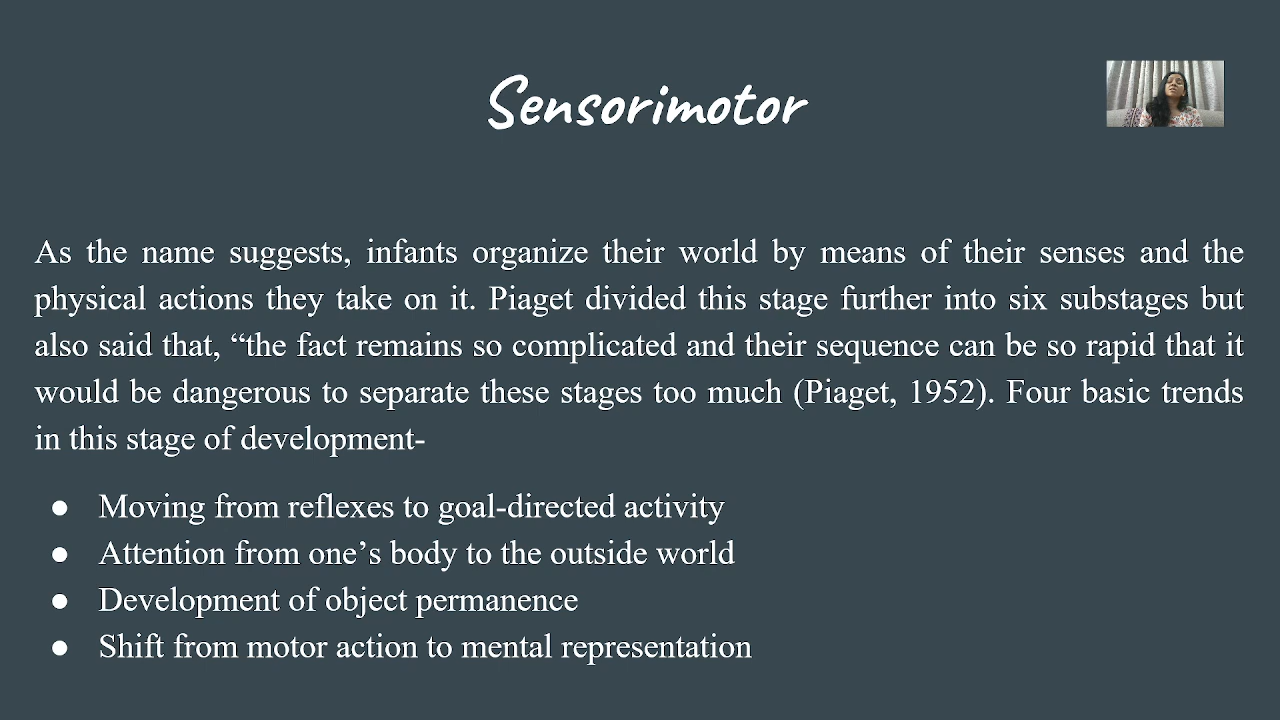 Sensorimotor
As the name suggests, infants organize their world by means of their senses and the
physical actions they take on it. Piaget divided this stage further into six substages but
also said that, “the fact remains so complicated and their sequence can be so rapid that it
would be dangerous to separate these stages too much (Piaget, 1952). Four basic trends
in this stage of development-
● Moving from reflexes to goal-directed activity
● Attention from one’s body to the outside world
● Development of object permanence
● Shift from motor action to mental representation